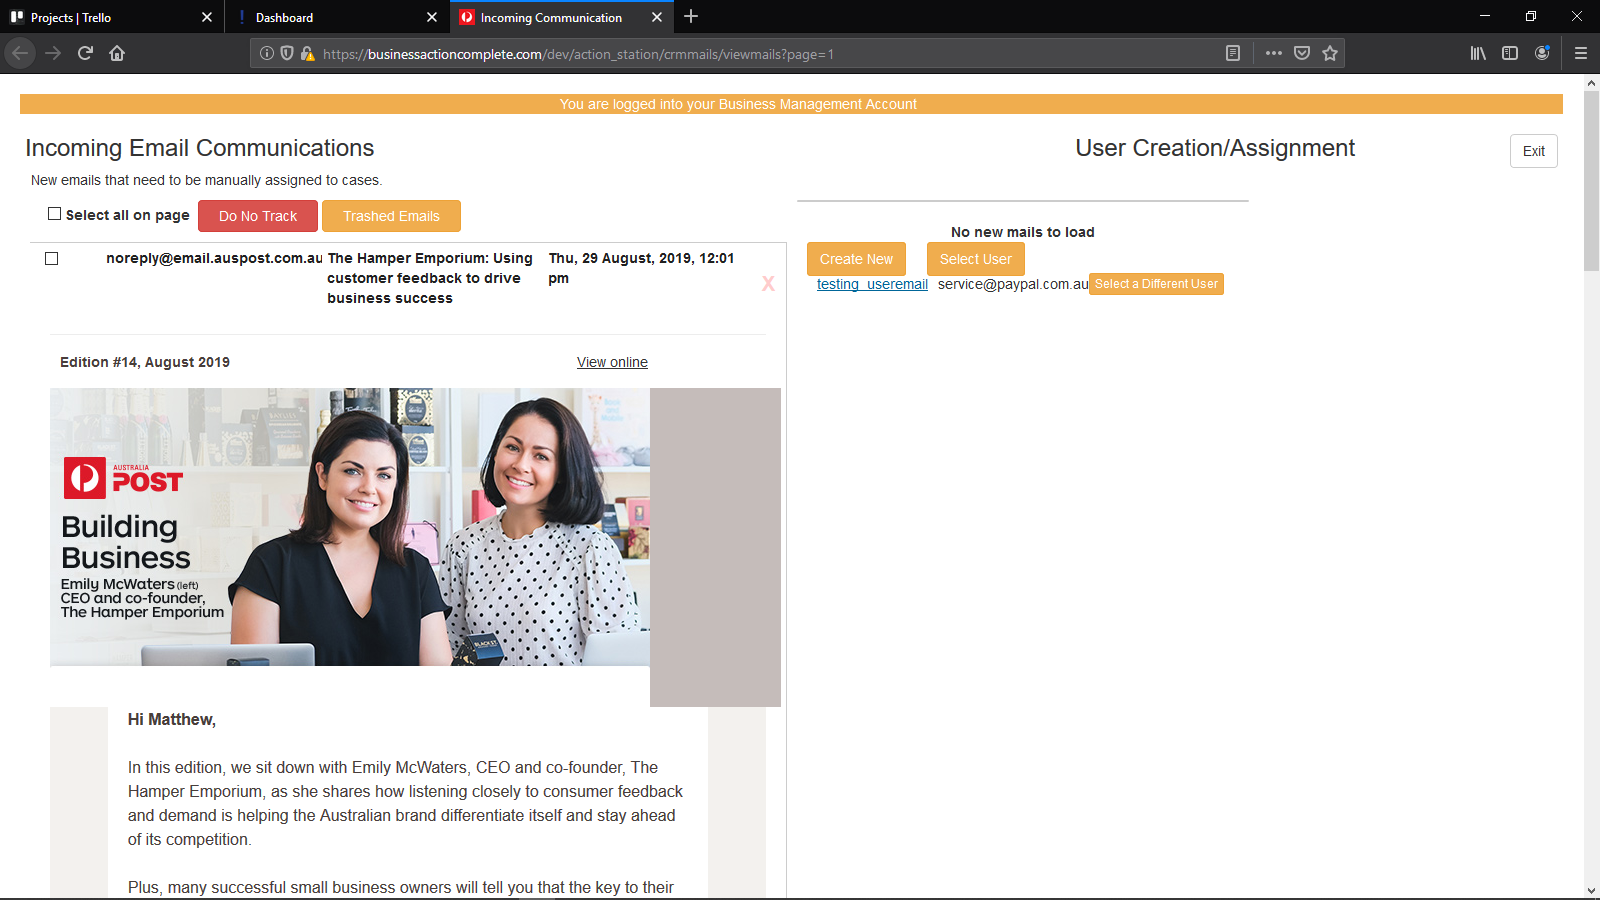 Projects | Trello
Dashboard
Incoming Communication
https://businessactioncomplete.com/dev/action_station/crmmails/viewmails?page=1
You are logged into your Business Management Account
Incoming Email Communications
User Creation/Assignment
Exit
New emails that need to be manually assigned to cases.
Select all on page
Do No Track
Trashed Emails
No new mails to load
Create New
Select User
testing_useremail
service@paypal.com.au
Select a Different User
noreply@email.auspost.com.au
The Hamper Emporium: Using
customer feedback to drive
business success
Thu, 29 August, 2019, 12:01
pm
X
Edition #14, August 2019
View online
AUSTRALIA
POST
Building
Business
Emily McWaters (left)
CEO and co-founder,
The Hamper Emporium
Hi Matthew,
In this edition, we sit down with Emily McWaters, CEO and co-founder, The
Hamper Emporium, as she shares how listening closely to consumer feedback
and demand is helping the Australian brand differentiate itself and stay ahead
of its competition.
Plus, many successful small business owners will tell you that the key to their